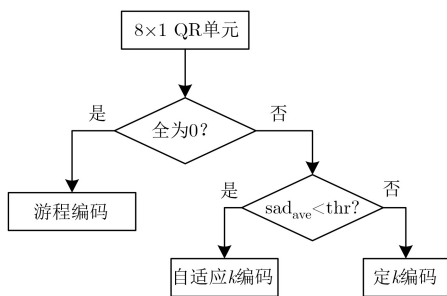 8×1 QR单元
是
全为0?
否
游程编码
是
sad_ave<thr?
否
自适应k编码
定k编码